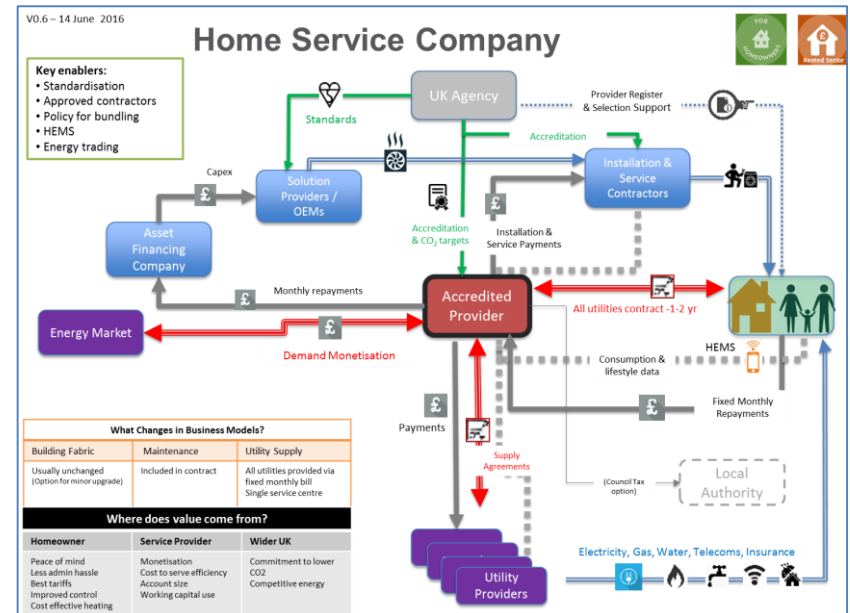 V0.6 – 14 June 2016
Home Service Company
FOR
HOMEOWNERS
£
Rented Sector
Key enablers:
• Standardisation
• Approved contractors
• Policy for bundling
• HEMS
• Energy trading
UK Agency
Provider Register
& Selection Support
Standards
Accreditation
Capex
£
Solution
Providers /
OEMs
Installation &
Service
Contractors
£
Accreditation
& CO2 targets
Installation &
Service Payments
Asset
Financing
Company
Monthly repayments
£
Accredited
Provider
All utilities contract -1-2 yr
Energy Market
£
Demand Monetisation
HEMS
Consumption &
lifestyle data
Fixed Monthly
Repayments
£
£
Payments
Supply
Agreements
(Council Tax
option)
Local
Authority
What Changes in Business Models?
Building Fabric
Maintenance
Utility Supply
Usually unchanged
(Option for minor upgrade)
Included in contract
All utilities provided via
fixed monthly bill
Single service centre
Where does value come from?
Homeowner
Service Provider
Wider UK
Peace of mind
Less admin hassle
Best tariffs
Improved control
Cost effective heating
Monetisation
Cost to serve efficiency
Account size
Working capital use
Commitment to lower
CO2
Competitive energy
Utility
Providers
Electricity, Gas, Water, Telecoms, Insurance